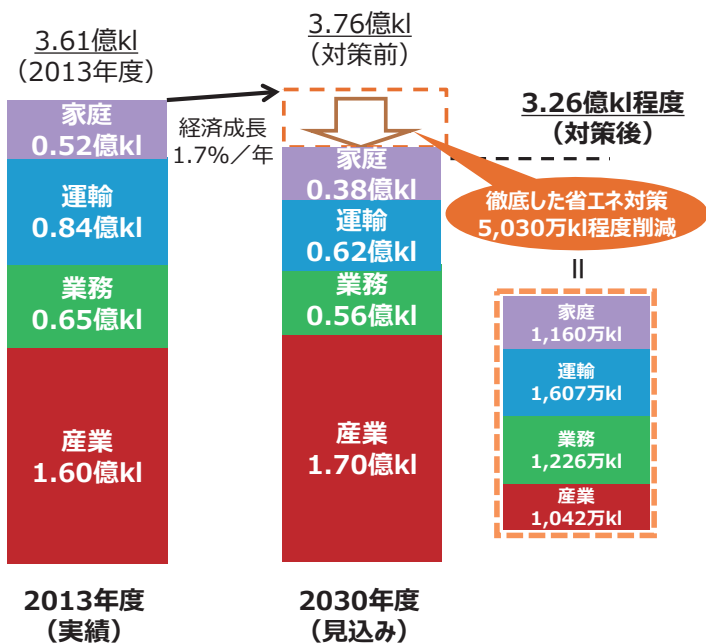 3.61億kl
（2013年度）
家庭
0.52億kl
運輸
0.84億kl
業務
0.65億kl
産業
1.60億kl
2013年度
（実績）
経済成長
1.7%／年
3.76億kl
（対策前）
家庭
0.38億kl
運輸
0.62億kl
業務
0.56億kl
産業
1.70億kl
2030年度
（見込み）
3.26億kl程度
（対策後）
徹底した省エネ対策
5,030万kl程度削減
＝
家庭
1,160万kl
運輸
1,607万kl
業務
1,226万kl
産業
1,042万kl